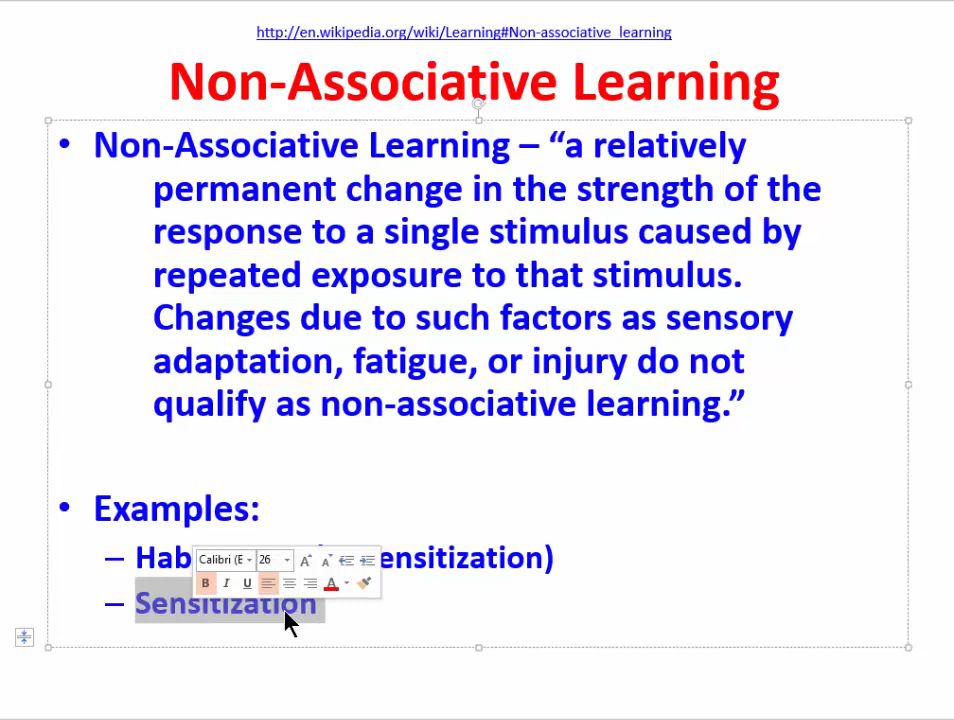 http://en.wikipedia.org/wiki/Learning#Non-associative_learning
Non-Associative Learning
• Non-Associative Learning – “a relatively
permanent change in the strength of the
response to a single stimulus caused by
repeated exposure to that stimulus.
Changes due to such factors as sensory
adaptation, fatigue, or injury do not
qualify as non-associative learning.”
• Examples:
– Hab ensitization)
Calibri (E 26 A A
B I U A
– Sensitization